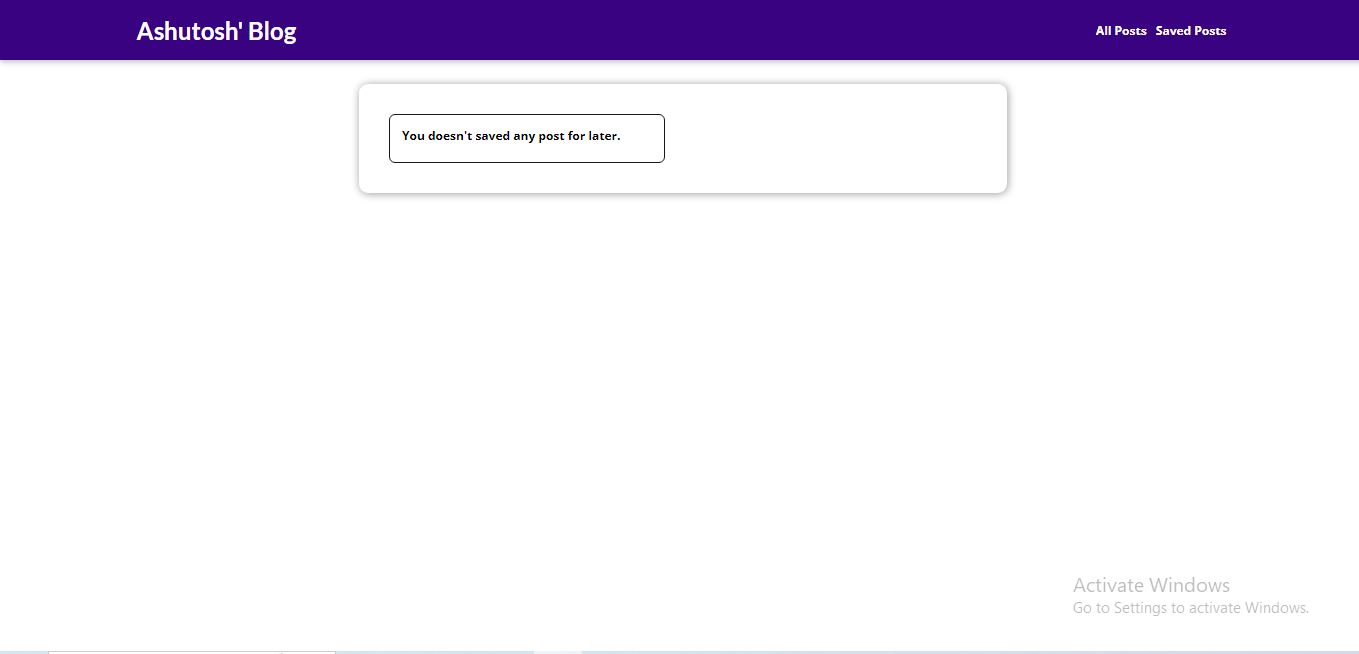 Ashutosh' Blog
All Posts Saved Posts
You doesn't saved any post for later.
Activate Windows
Go to Settings to activate Windows.